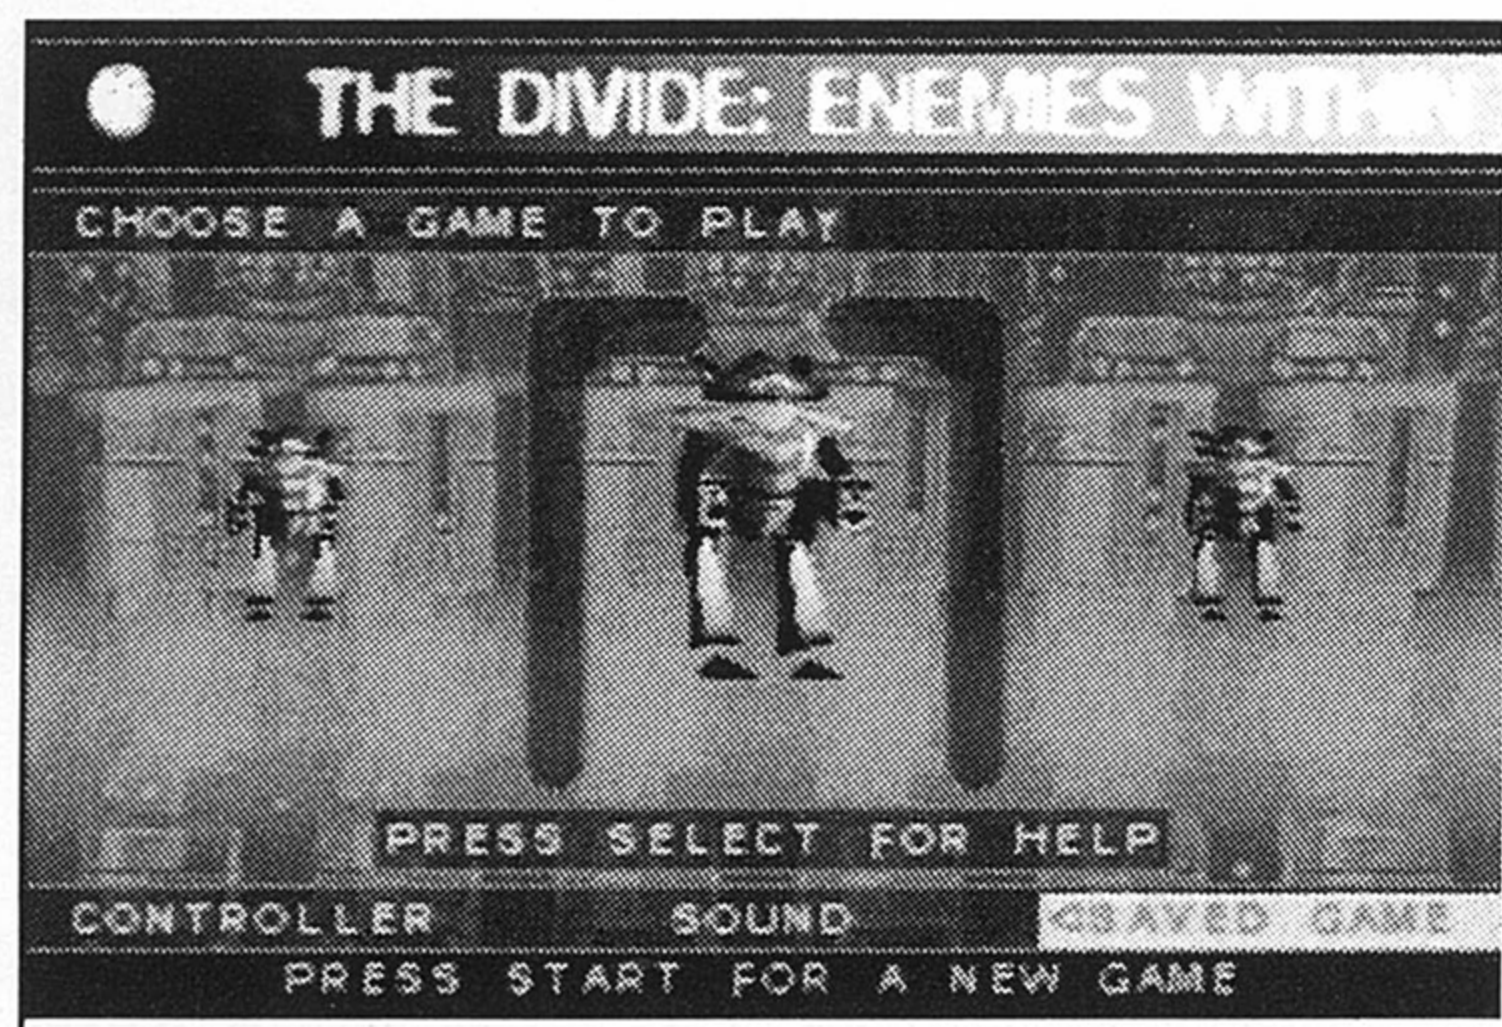 THE DIVIDE: ENEMIES WITHIN
CHOOSE A GAME TO PLAY
PRESS SELECT FOR HELP
CONTROLLER SOUND <SAVED GAME
PRESS START FOR A NEW GAME